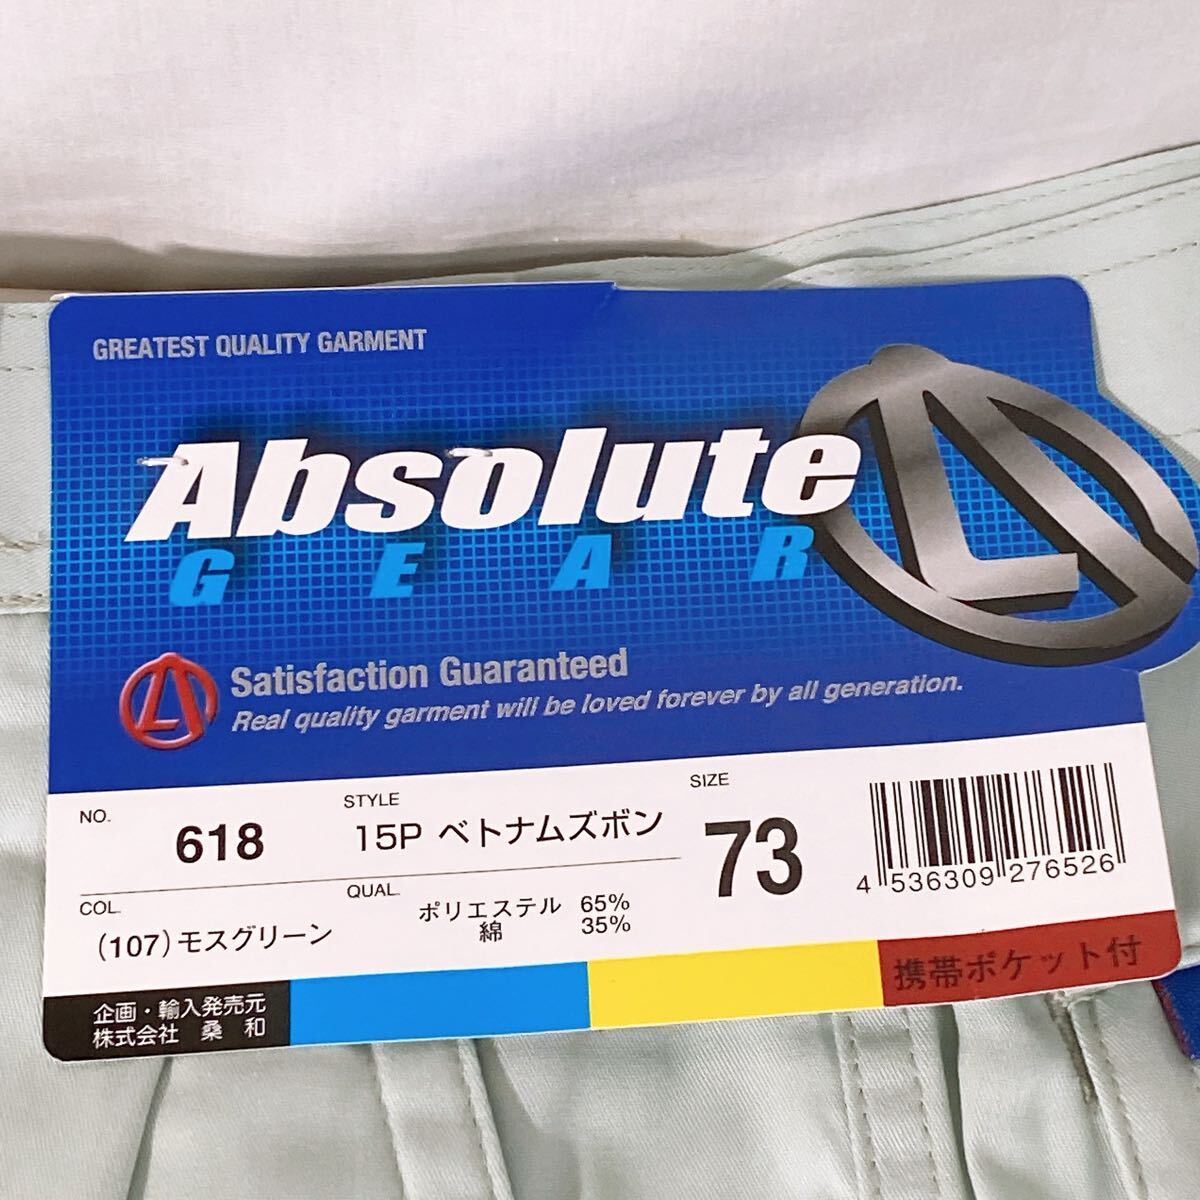 GREATEST QUALITY GARMENT
Absolute
GEAR
Satisfaction Guaranteed
Real quality garment will be loved forever by all generation.
NO. 618
STYLE 15P ベトナムズボン
SIZE 73
COL. (107)モスグリーン
QUAL. ポリエステル 65%
綿 35%
4 536309 276526
企画・輸入発売元
株式会社 桑和
携帯ポケット付